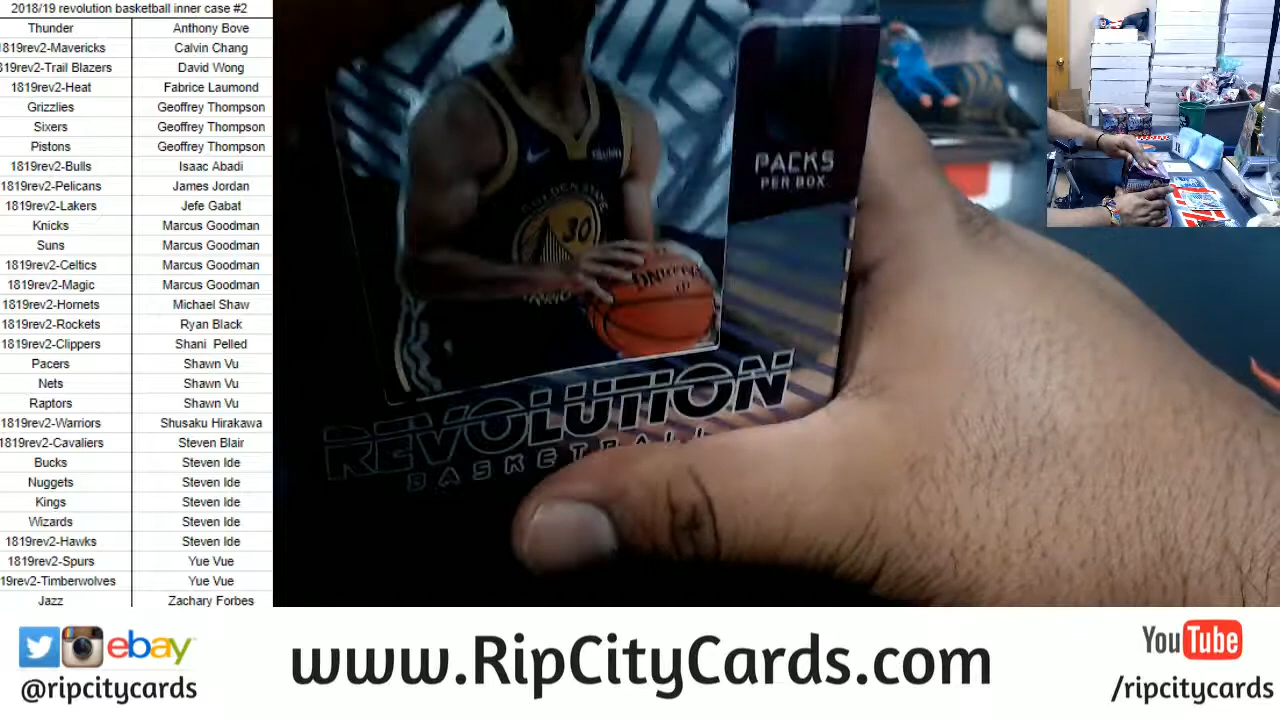 2018/19 revolution basketball inner case #2
Thunder Anthony Bove
1819rev2-Mavericks Calvin Chang
19rev2-Trail Blazers David Wong
1819rev2-Heat Fabrice Laumond
Grizzlies Geoffrey Thompson
Sixers Geoffrey Thompson
Pistons Geoffrey Thompson
1819rev2-Bulls Isaac Abadi
1819rev2-Pelicans James Jordan
1819rev2-Lakers Jefe Gabat
Knicks Marcus Goodman
Suns Marcus Goodman
1819rev2-Celtics Marcus Goodman
1819rev2-Magic Marcus Goodman
1819rev2-Hornets Michael Shaw
1819rev2-Rockets Ryan Black
1819rev2-Clippers Shani Pelled
Pacers Shawn Vu
Nets Shawn Vu
Raptors Shawn Vu
1819rev2-Warriors Shusaku Hirakawa
1819rev2-Cavaliers Steven Blair
Bucks Steven Ide
Nuggets Steven Ide
Kings Steven Ide
Wizards Steven Ide
1819rev2-Hawks Steven Ide
1819rev2-Spurs Yue Vue
19rev2-Timberwolves Yue Vue
Jazz Zachary Forbes
PACKS
PER BOX
GOLDEN STATE
30
SPALDING
REVOLUTION
BASKETBALL
ebay
@ripcitycards
www.RipCityCards.com
YouTube
/ripcitycards